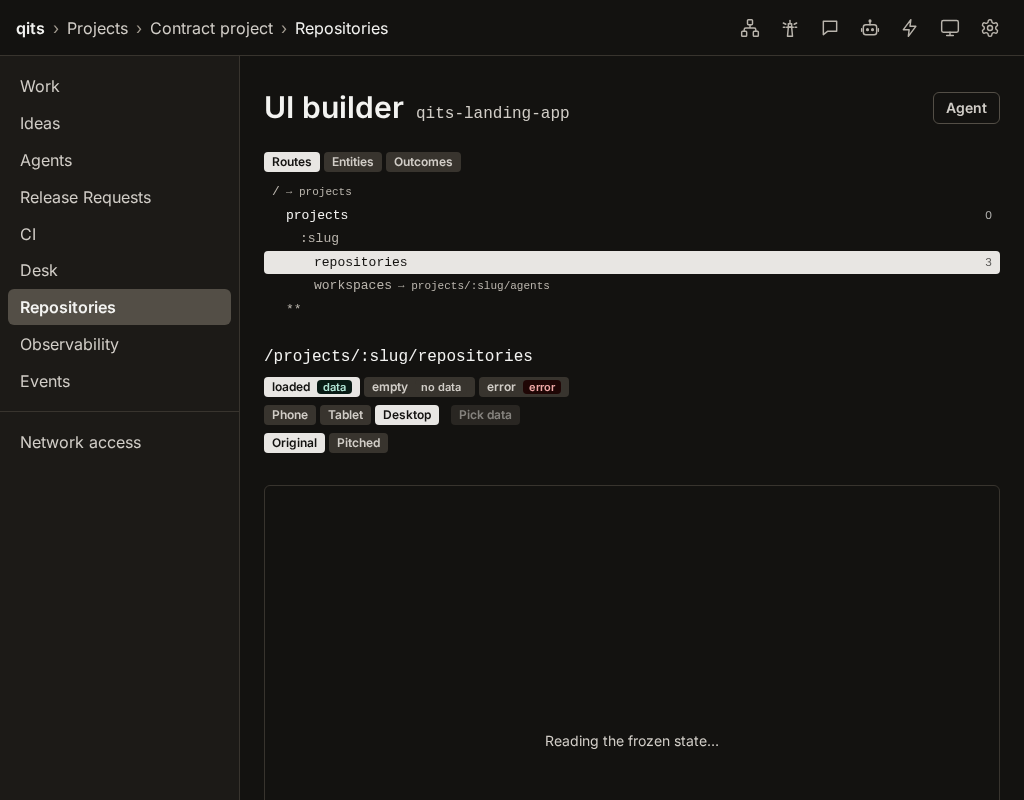 qits › Projects › Contract project › Repositories
Work
Ideas
Agents
Release Requests
CI
Desk
Repositories
Observability
Events
Network access
UI builder qits-landing-app
Agent
Routes Entities Outcomes
/ → projects
projects 0
:slug
repositories 3
workspaces → projects/:slug/agents
**
/projects/:slug/repositories
loaded data empty no data error error
Phone Tablet Desktop Pick data
Original Pitched
Reading the frozen state…